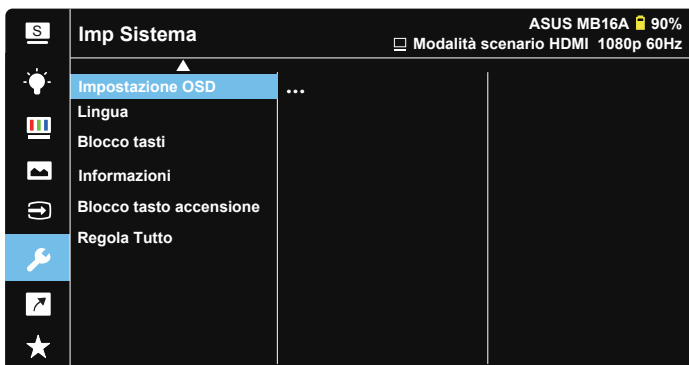 S
Imp Sistema
ASUS MB16A 90%
Modalità scenario HDMI 1080p 60Hz
Impostazione OSD ...
Lingua
Blocco tasti
Informazioni
Blocco tasto accensione
Regola Tutto